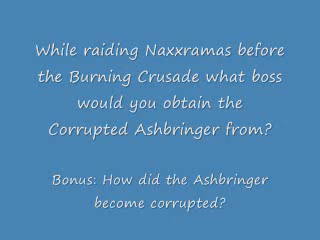 While raiding Naxxramas before
the Burning Crusade what boss
would you obtain the
Corrupted Ashbringer from?
Bonus: How did the Ashbringer
become corrupted?